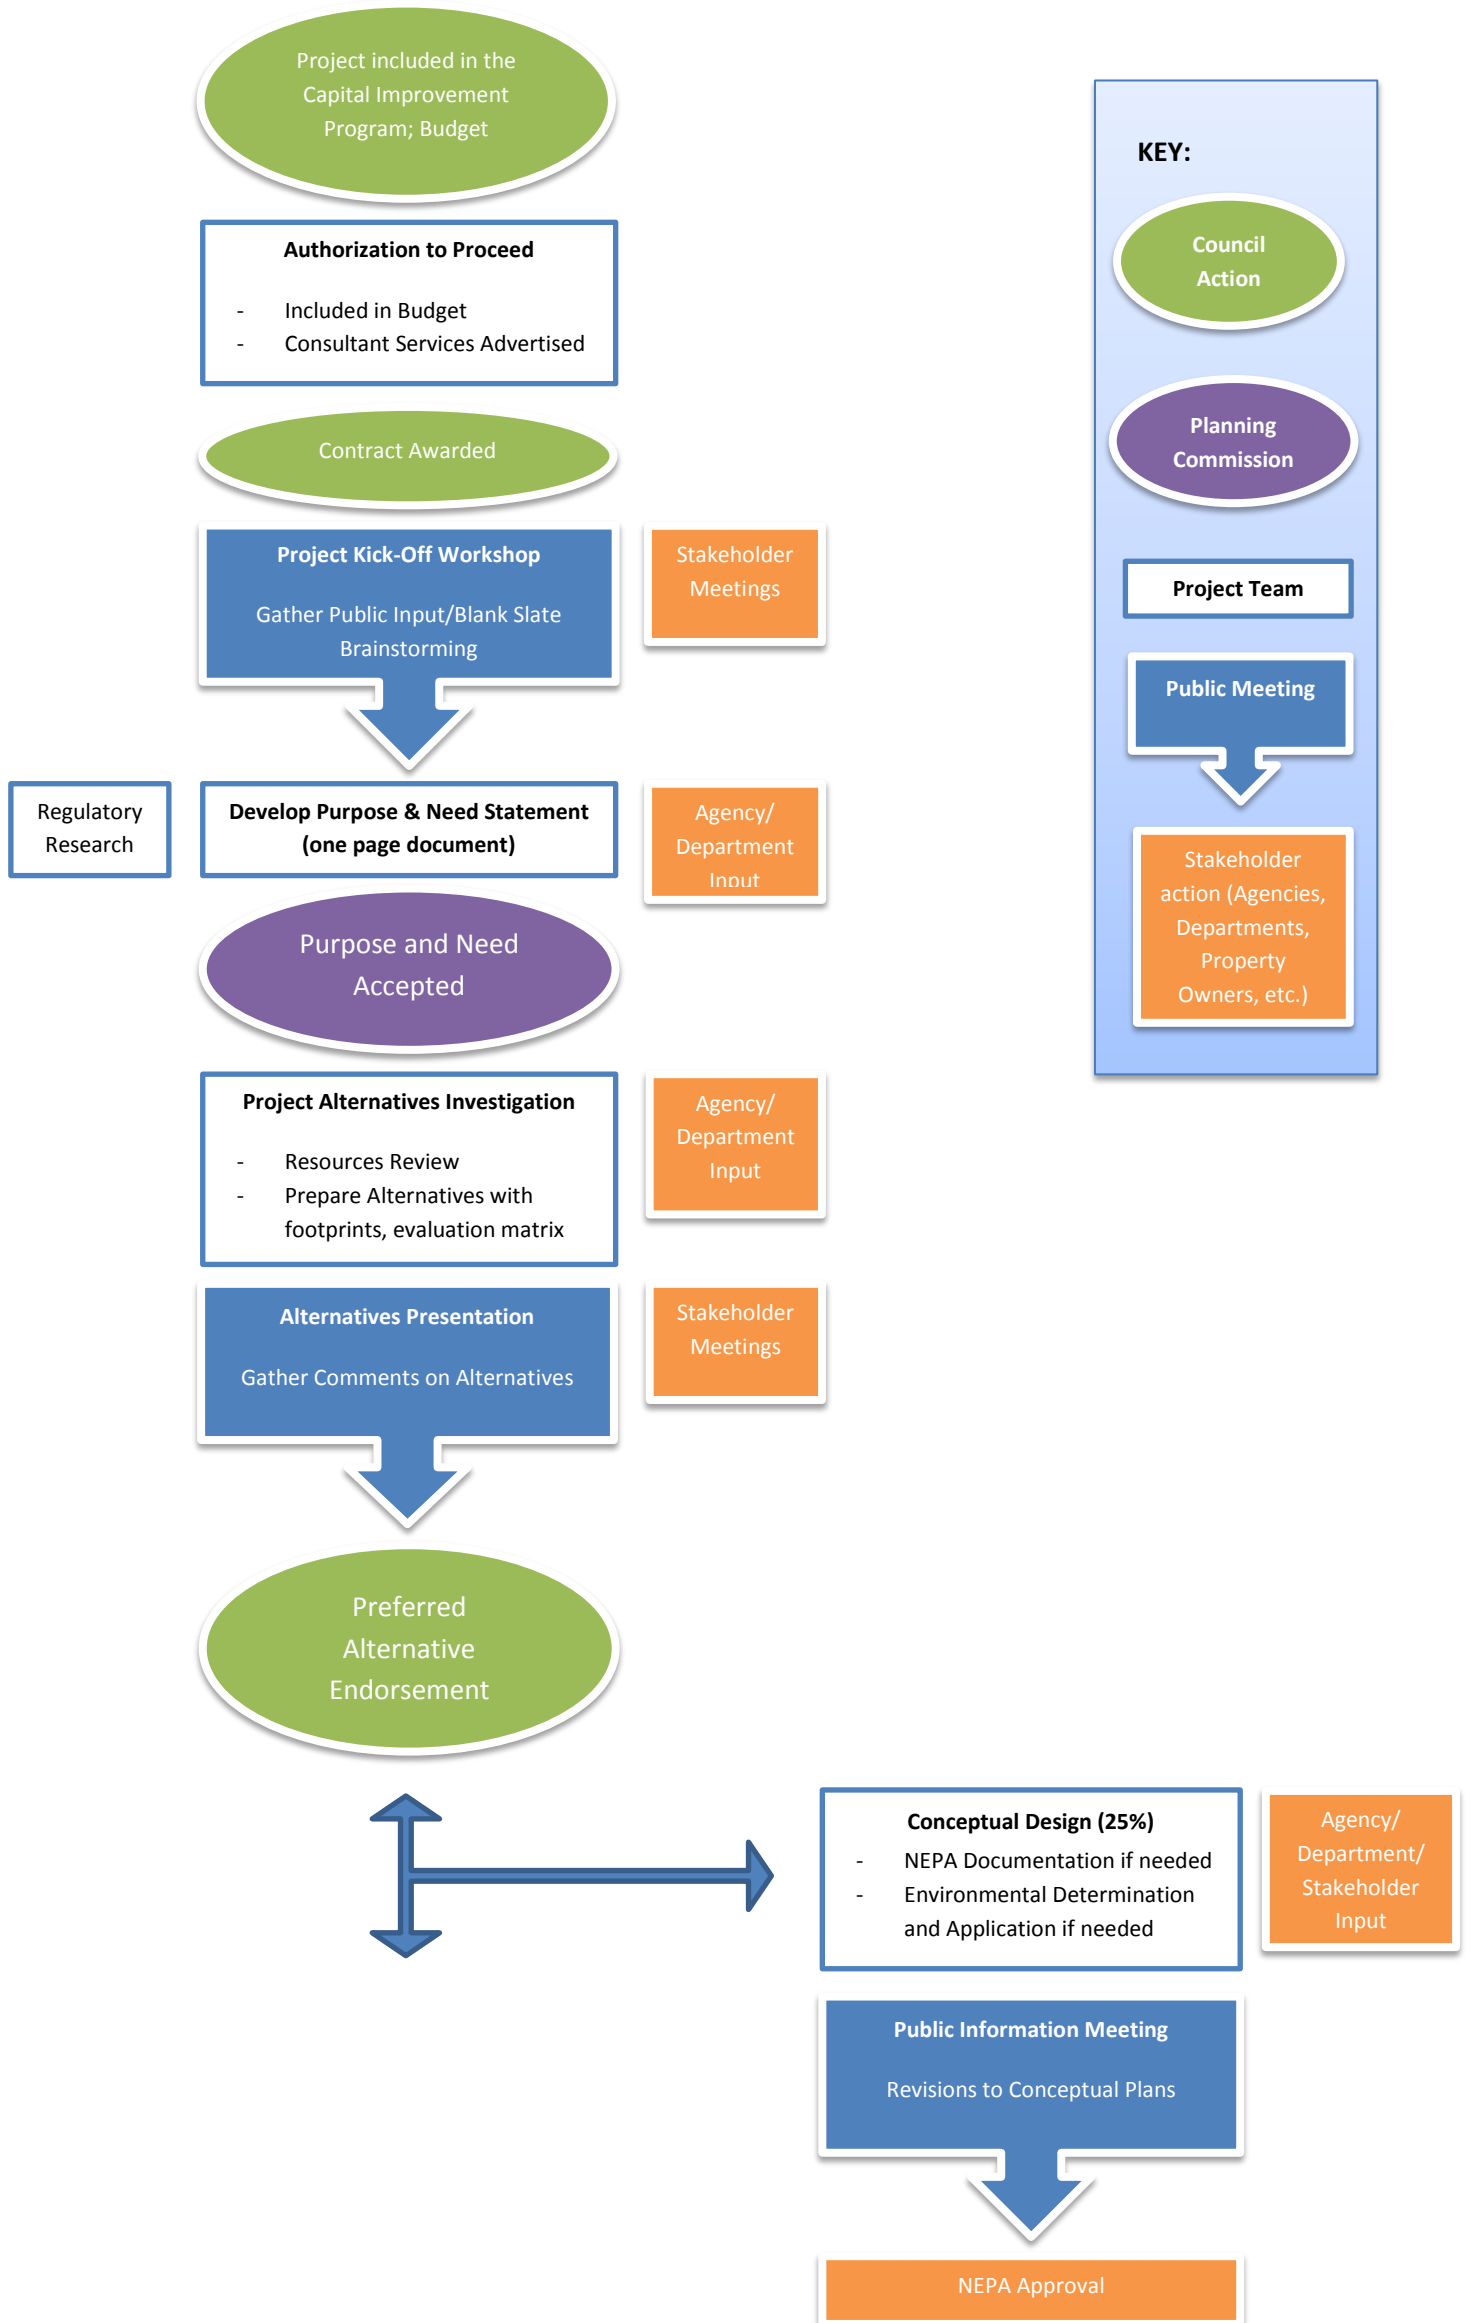 Project included in the
Capital Improvement
Program; Budget
Authorization to Proceed
- Included in Budget
- Consultant Services Advertised
Contract Awarded
Project Kick-Off Workshop
Gather Public Input/Blank Slate
Brainstorming
Stakeholder
Meetings
Regulatory
Research
Develop Purpose & Need Statement
(one page document)
Agency/
Department
Input
Purpose and Need
Accepted
Project Alternatives Investigation
- Resources Review
- Prepare Alternatives with
footprints, evaluation matrix
Agency/
Department
Input
Alternatives Presentation
Gather Comments on Alternatives
Stakeholder
Meetings
Preferred
Alternative
Endorsement
Conceptual Design (25%)
- NEPA Documentation if needed
- Environmental Determination
and Application if needed
Agency/
Department/
Stakeholder
Input
Public Information Meeting
Revisions to Conceptual Plans
NEPA Approval
KEY:
Council
Action
Planning
Commission
Project Team
Public Meeting
Stakeholder
action (Agencies,
Departments,
Property
Owners, etc.)